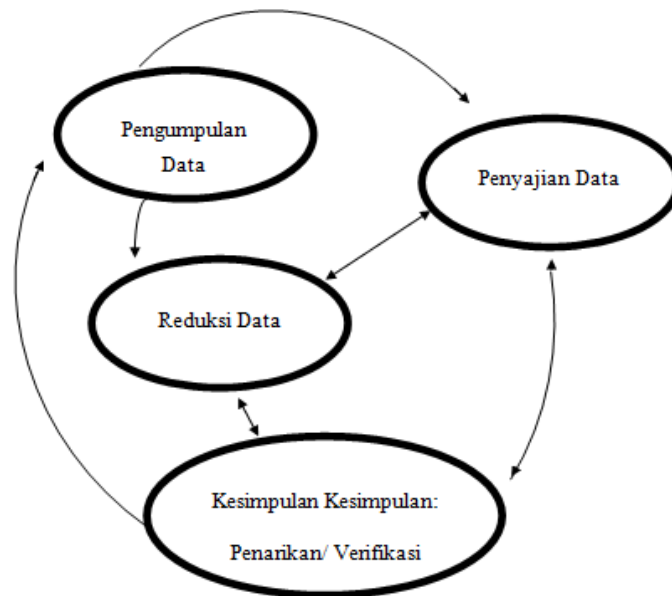 Pengumpulan
Data
Penyajian Data
Reduksi Data
Kesimpulan Kesimpulan:
Penarikan/ Verifikasi